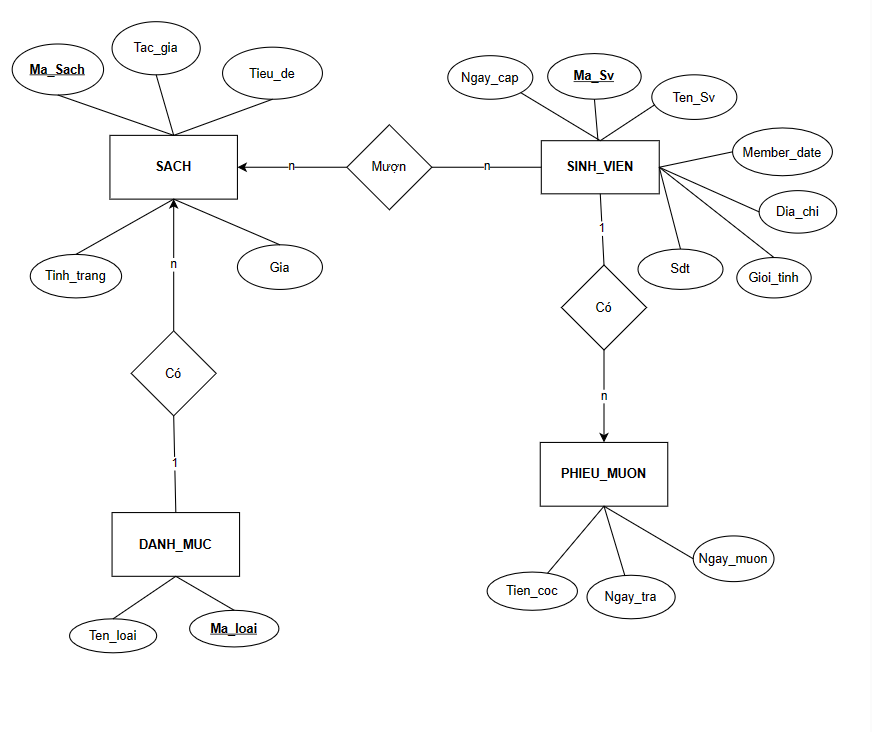 Ma_Sach
Tac_gia
Tieu_de
Ngay_cap
Ma_Sv
Ten_Sv
SACH
n
Mượn
n
SINH_VIEN
Member_date
Dia_chi
1
Tinh_trang
n
Gia
Sdt
Gioi_tinh
Có
Có
n
1
PHIEU_MUON
DANH_MUC
Ngay_muon
Tien_coc
Ngay_tra
Ten_loai
Ma_loai